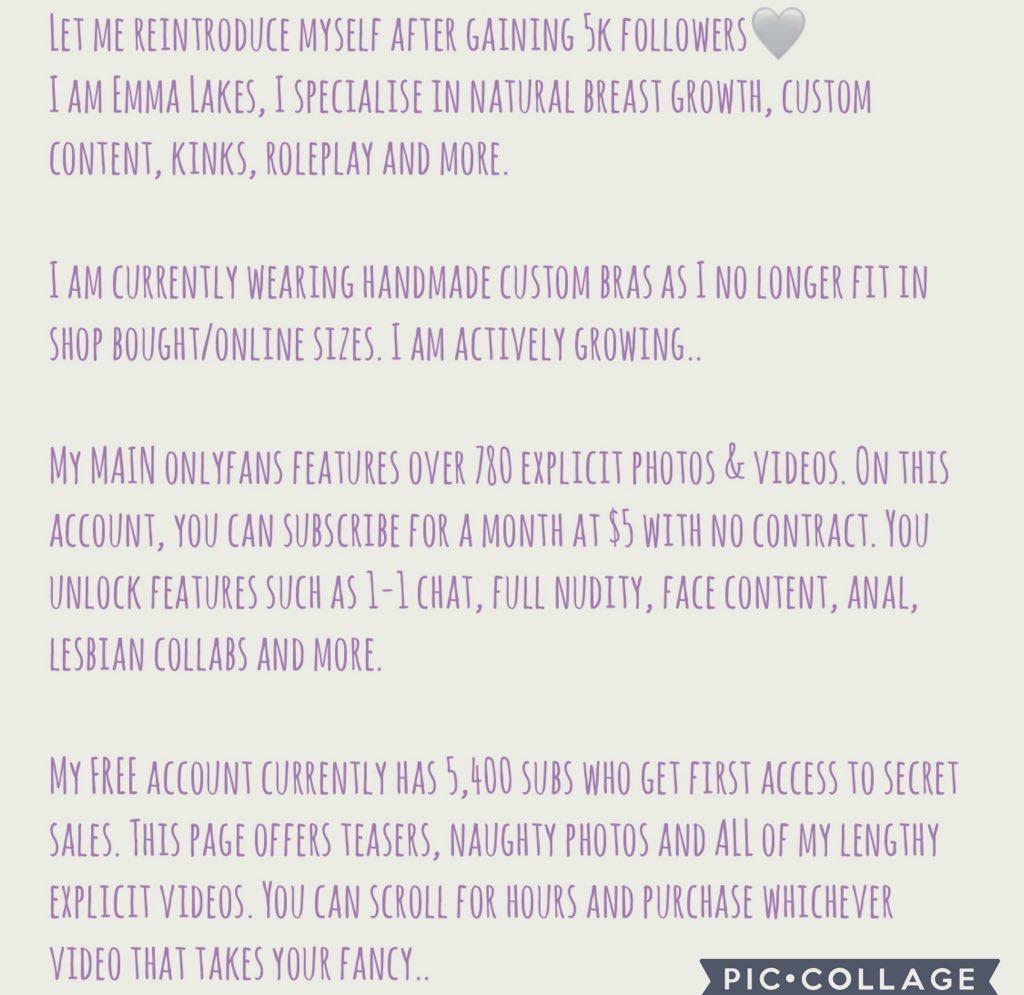 Let me reintroduce myself after gaining 5k followers🩶
I am Emma Lakes, I specialise in natural breast growth, custom
content, kinks, roleplay and more.
I am currently wearing handmade custom bras as I no longer fit in
shop bought/online sizes. I am actively growing..
My MAIN onlyfans features over 780 explicit photos & videos. On this
account, you can subscribe for a month at $5 with no contract. You
unlock features such as 1-1 chat, full nudity, face content, anal,
lesbian collabs and more.
My FREE account currently has 5,400 subs who get first access to secret
sales. This page offers teasers, naughty photos and ALL of my lengthy
explicit videos. You can scroll for hours and purchase whichever
video that takes your fancy..
PIC•COLLAGE